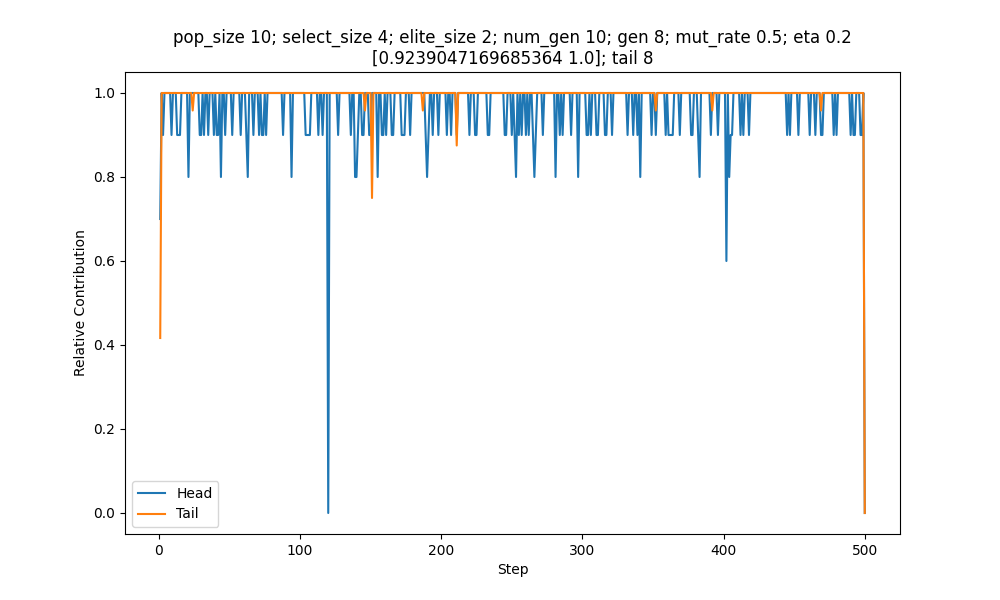 pop_size 10; select_size 4; elite_size 2; num_gen 10; gen 8; mut_rate 0.5; eta 0.2
[0.9239047169685364 1.0]; tail 8
1.0
0.8
0.6
0.4
0.2
0.0
Relative Contribution
Head
Tail
0
100
200
300
400
500
Step